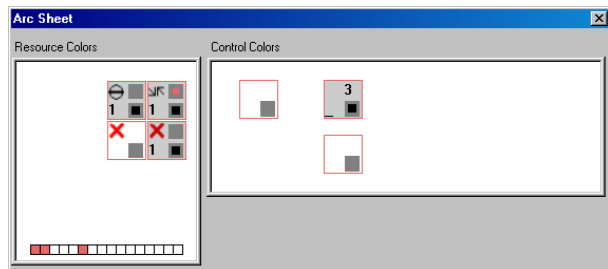 Arc Sheet
Resource Colors
Control Colors
1 1
1
3
_